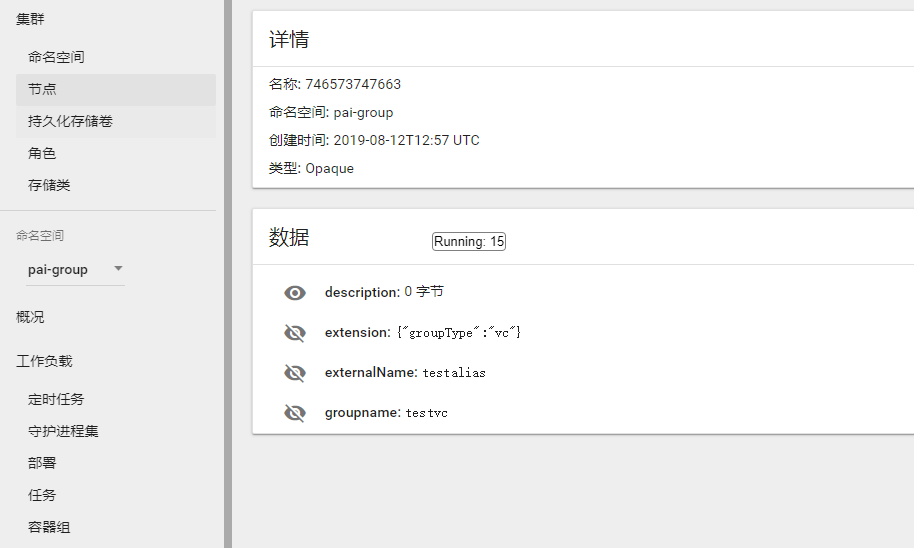 集群
命名空间
节点
持久化存储卷
角色
存储类
命名空间
pai-group
概况
工作负载
定时任务
守护进程集
部署
任务
容器组
详情
名称: 746573747663
命名空间: pai-group
创建时间: 2019-08-12T12:57 UTC
类型: Opaque
数据
Running: 15
description: 0 字节
extension: {"groupType":"vc"}
externalName: testalias
groupname: testvc